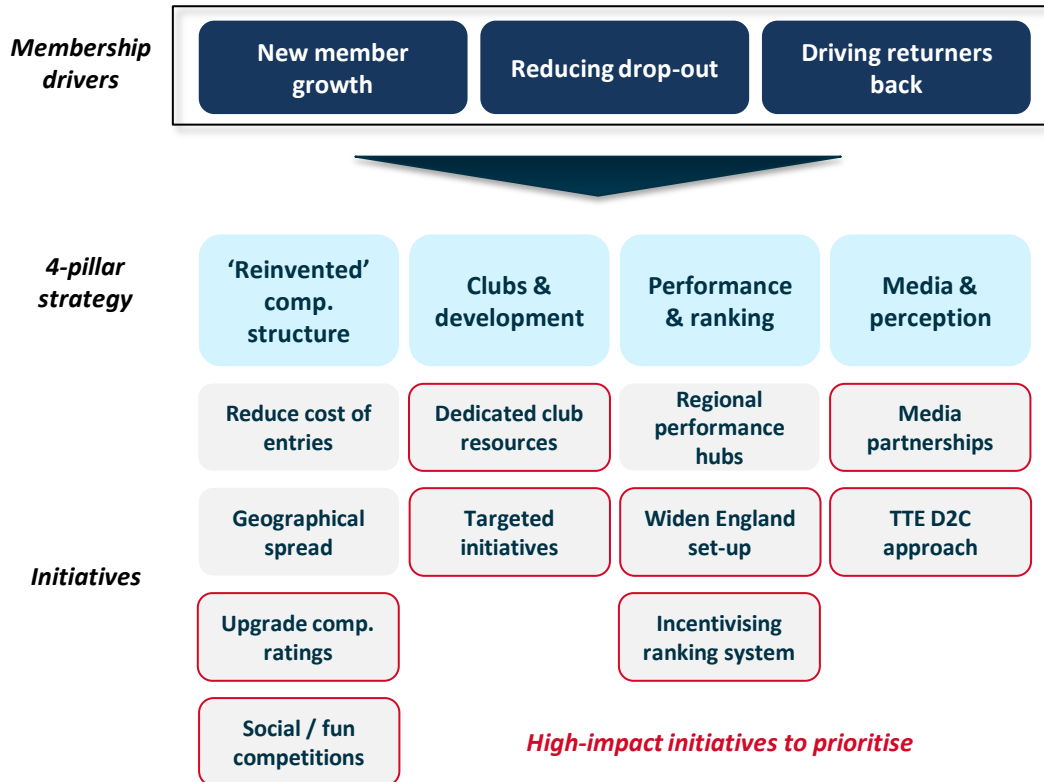 Membership
drivers
New member
growth
Reducing drop-out
Driving returners
back
4-pillar
strategy
‘Reinvented’
comp.
structure
Clubs &
development
Performance
& ranking
Media &
perception
Initiatives
Reduce cost of
entries
Dedicated club
resources
Regional
performance
hubs
Media
partnerships
Geographical
spread
Targeted
initiatives
Widen England
set-up
TTE D2C
approach
Upgrade comp.
ratings
Incentivising
ranking system
Social / fun
competitions
High-impact initiatives to prioritise